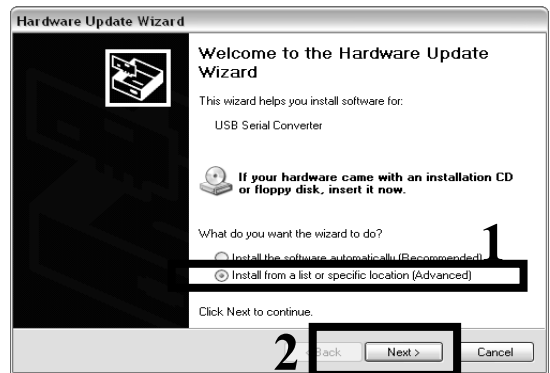 Hardware Update Wizard
Welcome to the Hardware Update
Wizard
This wizard helps you install software for:
USB Serial Converter
If your hardware came with an installation CD
or floppy disk, insert it now.
What do you want the wizard to do?
1
Install the software automatically (Recommended)
Install from a list or specific location (Advanced)
Click Next to continue.
2
Back
Next >
Cancel